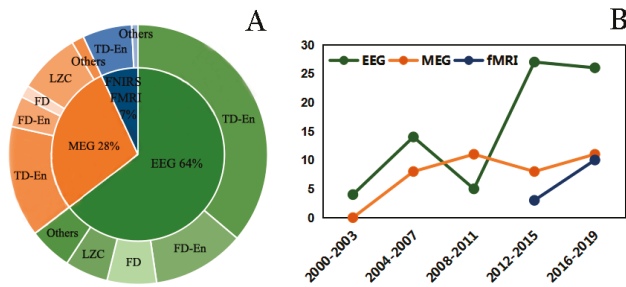 A
Others
TD-En
Others
LZC
FNIRS
FMRI
7%
FD
FD-En
TD-En
MEG 28%
EEG 64%
TD-En
Others
LZC
FD
FD-En
B
30
25
20
15
10
5
0
EEG
MEG
fMRI
2000-2003
2004-2007
2008-2011
2012-2015
2016-2019